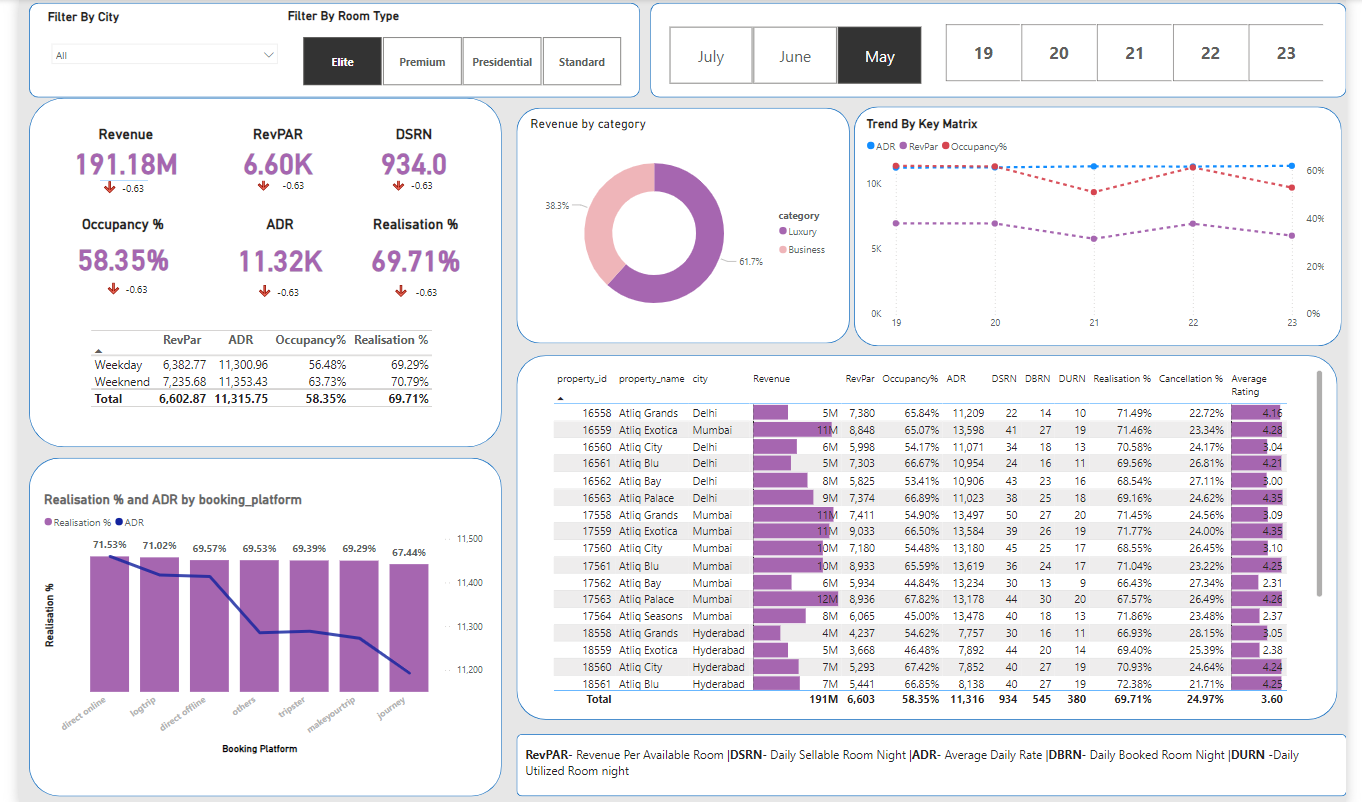 Filter By City
Filter By Room Type
All
Elite
Premium
Presidential
Standard
July
June
May
19
20
21
22
23
Revenue
RevPAR
DSRN
191.18M
6.60K
934.0
-0.63
-0.63
-0.63
Occupancy %
ADR
Realisation %
58.35%
11.32K
69.71%
-0.63
-0.63
-0.63
RevPar ADR Occupancy% Realisation %
Weekday 6,382.77 11,300.96 56.48% 69.29%
Weeknend 7,235.68 11,353.43 63.73% 70.79%
Total 6,602.87 11,315.75 58.35% 69.71%
Revenue by category
38.3%
61.7%
category
Luxury
Business
Trend By Key Matrix
ADR RevPar Occupancy%
10K
5K
0K
60%
40%
20%
0%
19 20 21 22 23
Realisation % and ADR by booking_platform
Realisation % ADR
71.53% 71.02% 69.57% 69.53% 69.39% 69.29% 67.44%
11,500
11,400
11,300
11,200
Realisation %
direct online
logtrip
direct offline
others
tripster
makeyourtrip
journey
Booking Platform
property_id property_name city Revenue RevPar Occupancy% ADR DSRN DBRN DURN Realisation % Cancellation % Average
Rating
16558 Atliq Grands Delhi 5M 7,380 65.84% 11,209 22 14 10 71.49% 22.72% 4.16
16559 Atliq Exotica Mumbai 11M 8,848 65.07% 13,598 41 27 19 71.46% 23.34% 4.28
16560 Atliq City Delhi 6M 5,998 54.17% 11,071 34 18 13 70.58% 24.17% 3.04
16561 Atliq Blu Delhi 5M 7,303 66.67% 10,954 24 16 11 69.56% 26.81% 4.21
16562 Atliq Bay Delhi 8M 5,825 53.41% 10,906 43 23 16 68.54% 27.11% 3.00
16563 Atliq Palace Delhi 9M 7,374 66.89% 11,023 38 25 18 69.16% 24.62% 4.35
17558 Atliq Grands Mumbai 11M 7,411 54.90% 13,497 50 27 20 71.45% 24.56% 3.09
17559 Atliq Exotica Mumbai 11M 9,033 66.50% 13,584 39 26 19 71.77% 24.00% 4.35
17560 Atliq City Mumbai 10M 7,180 54.48% 13,180 45 25 17 68.55% 26.45% 3.10
17561 Atliq Blu Mumbai 10M 8,933 65.59% 13,619 36 24 17 71.04% 23.22% 4.25
17562 Atliq Bay Mumbai 6M 5,934 44.84% 13,234 30 13 9 66.43% 27.34% 2.31
17563 Atliq Palace Mumbai 12M 8,936 67.82% 13,178 44 30 20 67.57% 26.49% 4.26
17564 Atliq Seasons Mumbai 8M 6,065 45.00% 13,478 40 18 13 71.86% 23.48% 2.37
18558 Atliq Grands Hyderabad 4M 4,237 54.62% 7,757 30 16 11 66.93% 28.15% 3.05
18559 Atliq Exotica Hyderabad 5M 3,668 46.48% 7,892 44 20 14 69.40% 25.39% 2.38
18560 Atliq City Hyderabad 7M 5,293 67.42% 7,852 40 27 19 70.93% 24.64% 4.24
18561 Atliq Blu Hyderabad 7M 5,441 66.85% 8,138 40 27 19 72.38% 21.71% 4.25
Total 191M 6,603 58.35% 11,316 934 545 380 69.71% 24.97% 3.60
RevPAR- Revenue Per Available Room |DSRN- Daily Sellable Room Night |ADR- Average Daily Rate |DBRN- Daily Booked Room Night |DURN -Daily
Utilized Room night